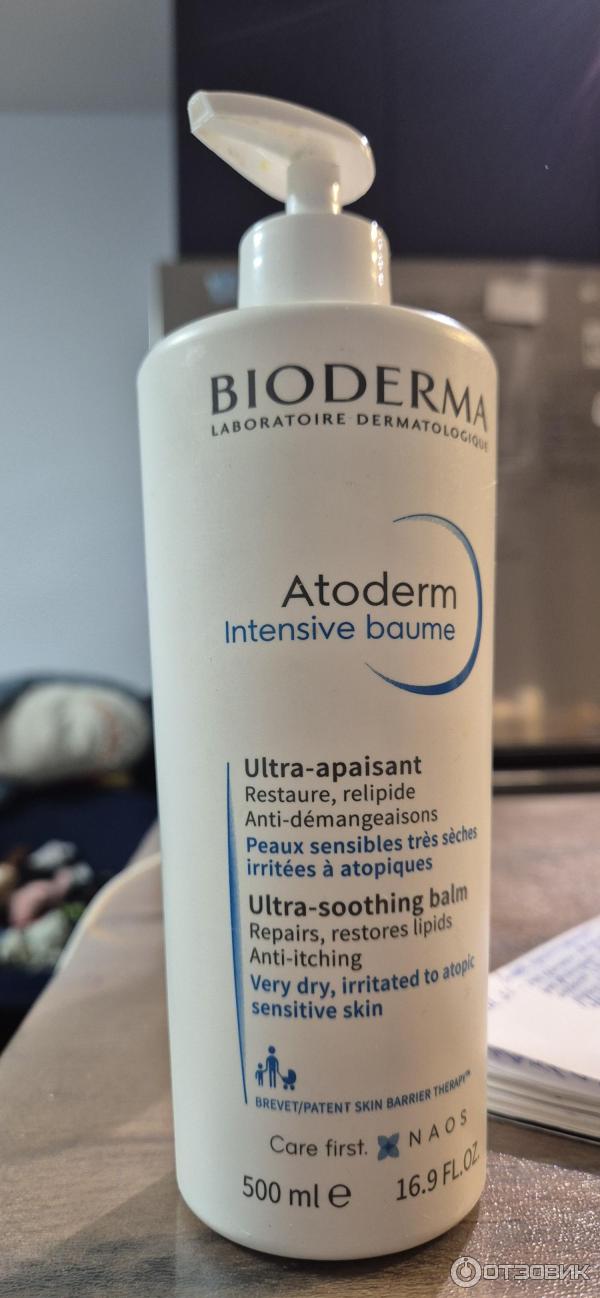 BIODERMA
LABORATOIRE DERMATOLOGIQUE
Atoderm
Intensive baume
Ultra-apaisant
Restaure, relipide
Anti-démangeaisons
Peaux sensibles très sèches
irritées à atopiques
Ultra-soothing balm
Repairs, restores lipids
Anti-itching
Very dry, irritated to atopic
sensitive skin
BREVET/PATENT SKIN BARRIER THERAPY™
Care first. NAOS
500 ml e 16.9 FL.OZ.
ОТЗОВИК